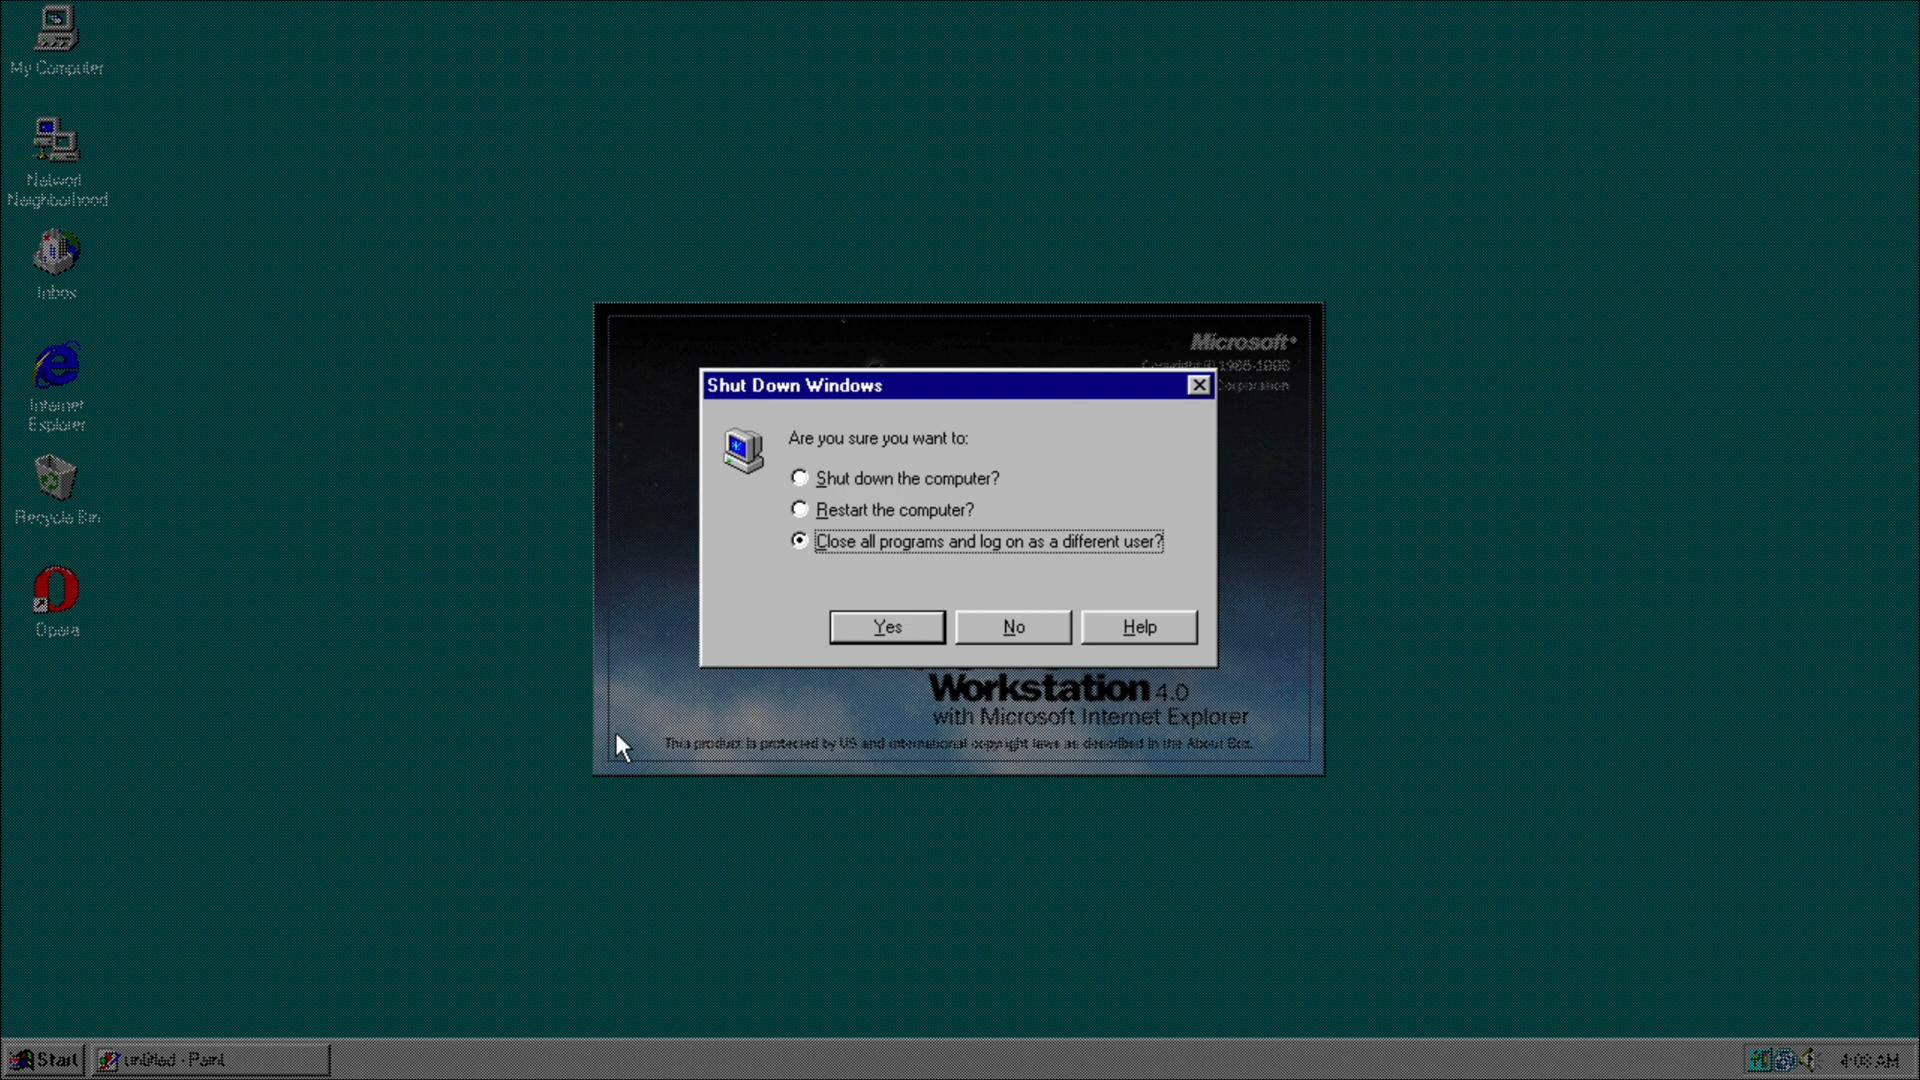 My Computer
Network
Neighborhood
Inbox
Internet
Explorer
Recycle Bin
Opera
Microsoft
Corporation
Shut Down Windows
Are you sure you want to:
Shut down the computer?
Restart the computer?
Close all programs and log on as a different user?
Yes
No
Help
Workstation 4.0
with Microsoft Internet Explorer
This product is protected by US and international copyright laws as described in the About Box.
Start
untitled - Paint